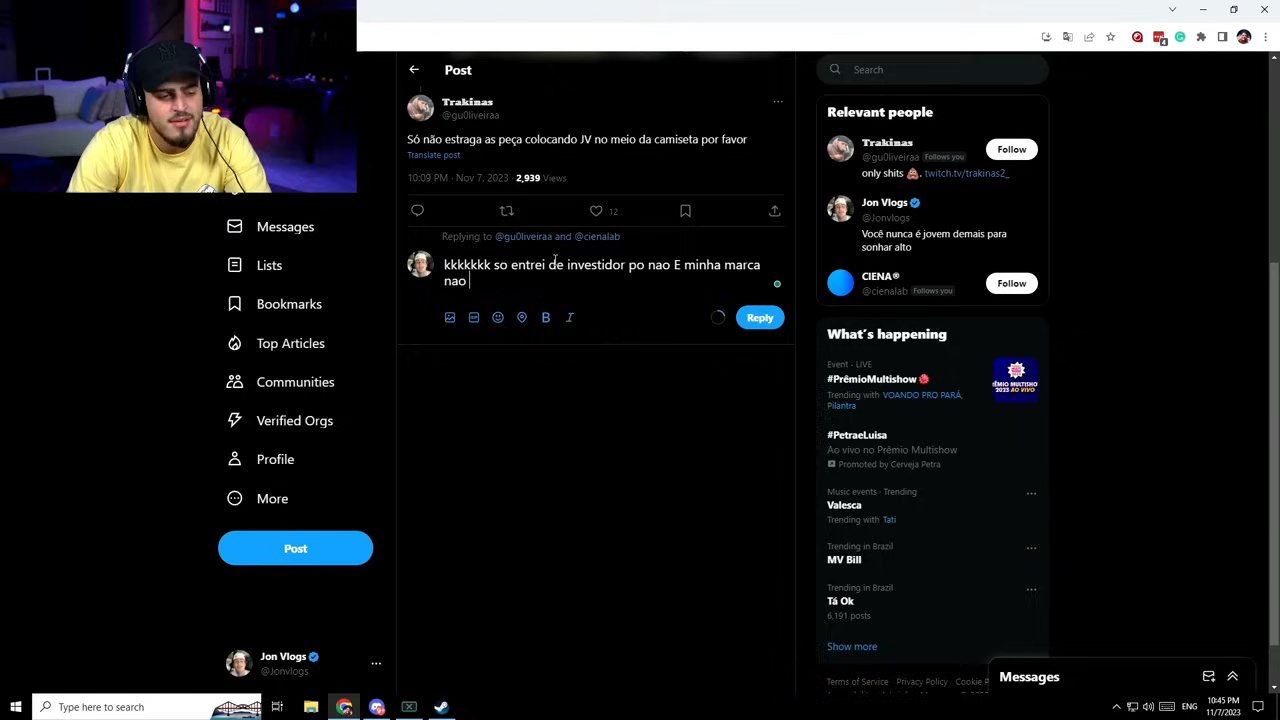 Post
Trakinas
@gu0liveiraa
Só não estraga as peça colocando JV no meio da camiseta por favor
Translate post
10:09 PM · Nov 7, 2023 · 2,939 Views
12
Replying to @gu0liveiraa and @cienalab
kkkkkkk so entrei de investidor po nao E minha marca
nao
Reply
Messages
Lists
Bookmarks
Top Articles
Communities
Verified Orgs
Profile
More
Post
Jon Vlogs
@Jonvlogs
Search
Relevant people
Trakinas
@gu0liveiraa Follows you
Follow
only shits 💩. twitch.tv/trakinas2_
Jon Vlogs
@Jonvlogs
Você nunca é jovem demais para
sonhar alto
CIENA®
@cienalab Follows you
Follow
What's happening
Event · LIVE
#PrêmioMultishow
Trending with VOANDO PRO PARÁ,
Pilantra
#PetraeLuisa
Ao vivo no Prêmio Multishow
Promoted by Cerveja Petra
Music events · Trending
Valesca
Trending with Tati
Trending in Brazil
MV Bill
Trending in Brazil
Tá Ok
6,191 posts
Show more
Terms of Service Privacy Policy Cookie P
Messages
Type here to search
ENG
10:45 PM
11/7/2023